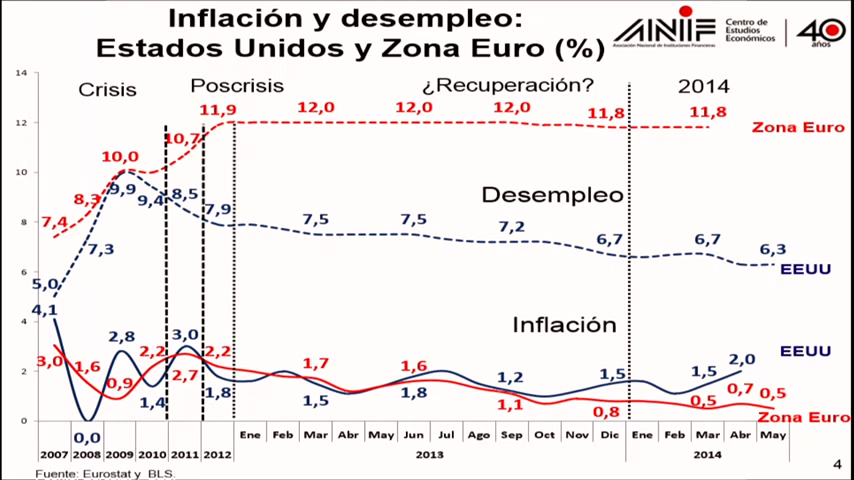 Inflación y desempleo:
Estados Unidos y Zona Euro (%)
ANIF
Asociación Nacional de Instituciones Financieras
Centro de
Estudios
Económicos
40
años
Crisis
Poscrisis
¿Recuperación?
2014
14
12
10
8
6
4
2
0
7,4
8,3
10,0
10,7
11,9
12,0
12,0
12,0
11,8
11,8
Zona Euro
Desempleo
5,0
7,3
9,9
9,4
8,5
7,9
7,5
7,5
7,2
6,7
6,7
6,3
EEUU
Inflación
4,1
0,0
2,8
1,4
3,0
1,8
1,5
1,8
1,2
1,5
1,5
2,0
EEUU
3,0
1,6
0,9
2,2
2,7
2,2
1,7
1,6
1,1
0,8
0,5
0,7
0,5
Zona Euro
Ene Feb Mar Abr May Jun Jul Ago Sep Oct Nov Dic Ene Feb Mar Abr May
2007 2008 2009 2010 2011 2012 2013 2014
Fuente: Eurostat y BLS.
4